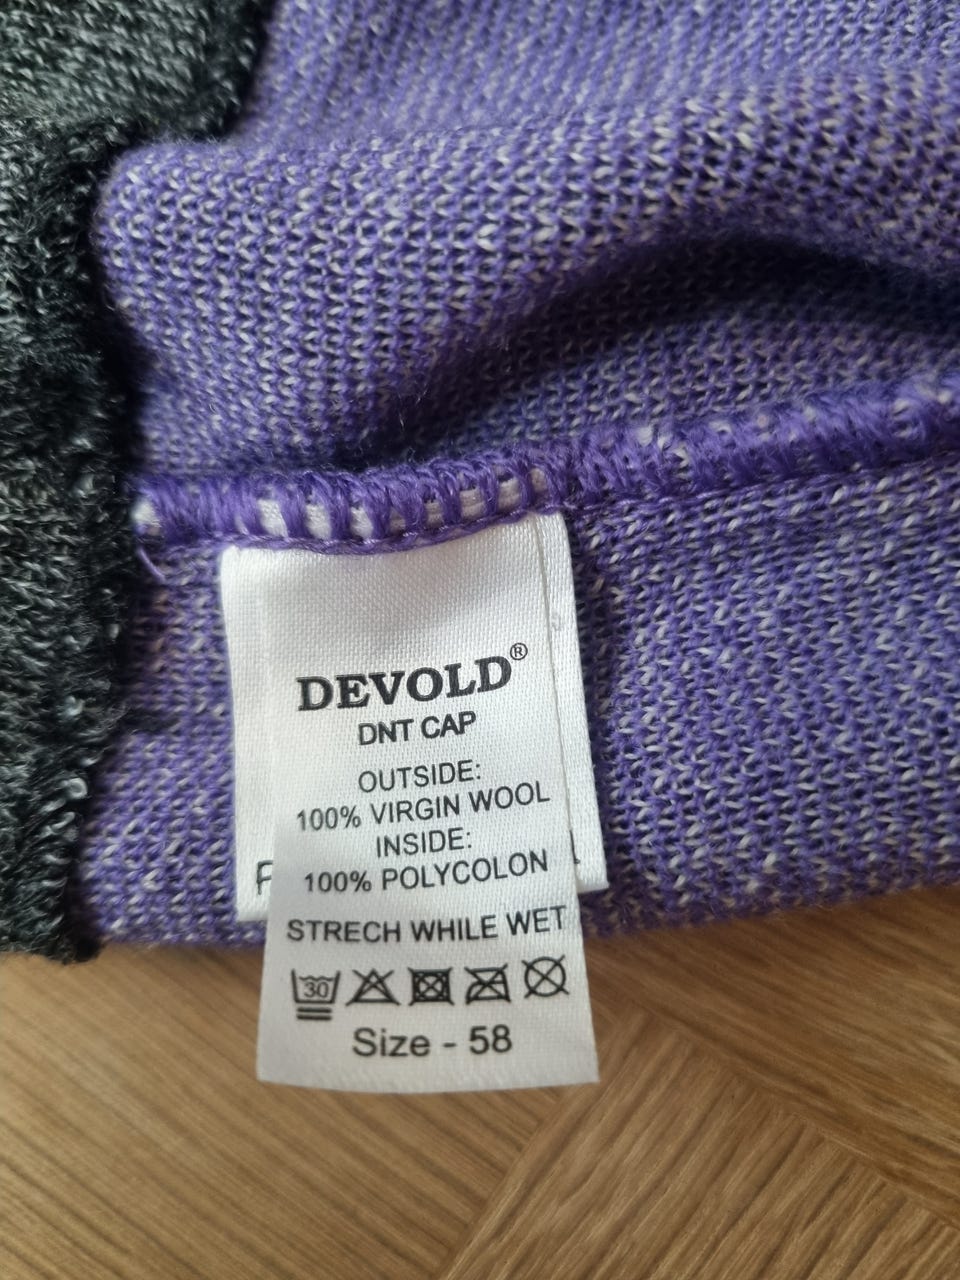 DEVOLD®
DNT CAP
OUTSIDE:
100% VIRGIN WOOL
INSIDE:
100% POLYCOLON
STRECH WHILE WET
30
Size - 58